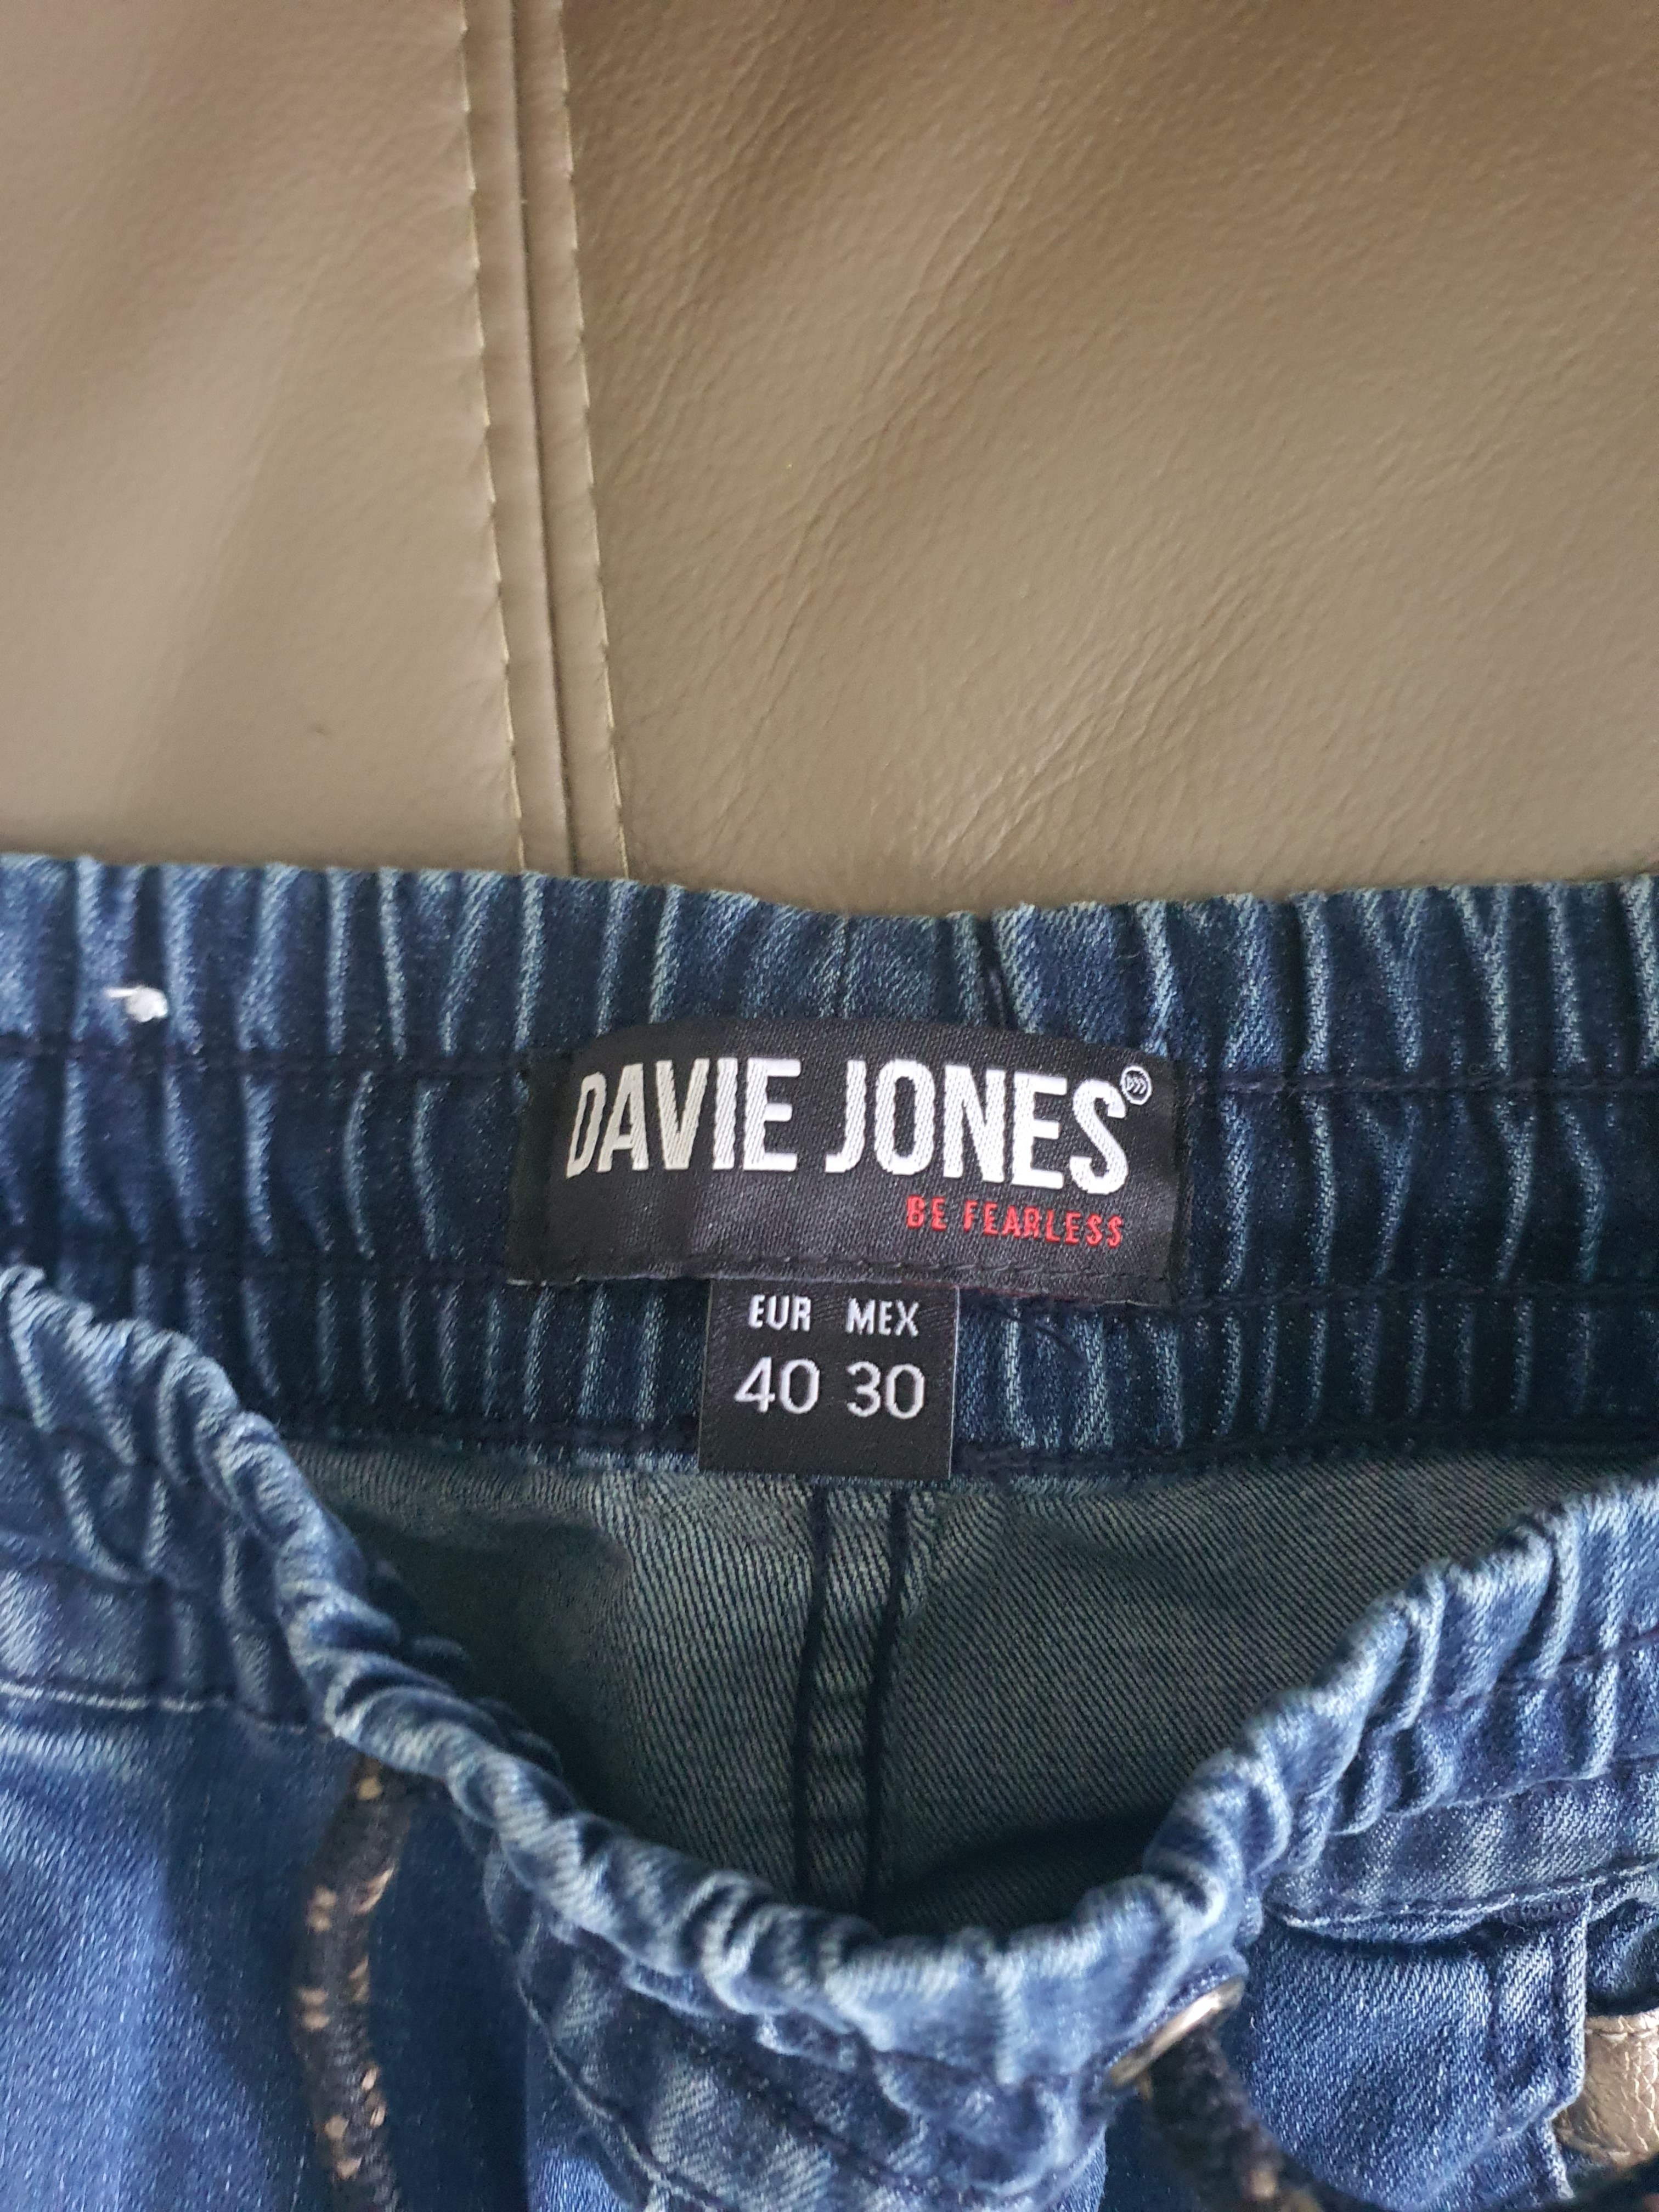 DAVIE JONES
BE FEARLESS
EUR MEX
40 30